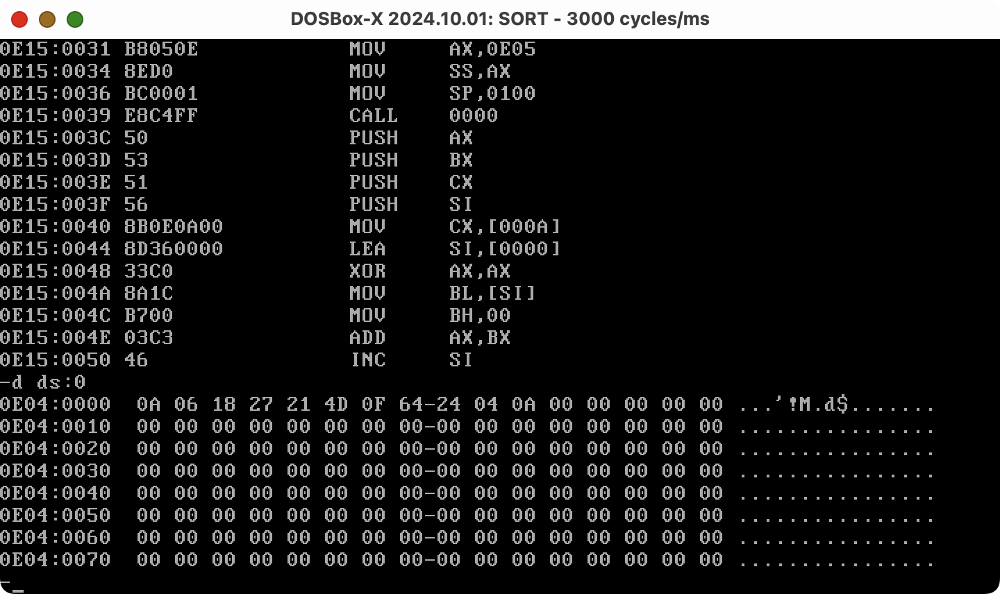 DOSBox-X 2024.10.01: SORT - 3000 cycles/ms
0E15:0031 B8050E MOV AX,0E05
0E15:0034 8ED0 MOV SS,AX
0E15:0036 BC0001 MOV SP,0100
0E15:0039 E8C4FF CALL 0000
0E15:003C 50 PUSH AX
0E15:003D 53 PUSH BX
0E15:003E 51 PUSH CX
0E15:003F 56 PUSH SI
0E15:0040 8B0E0A00 MOV CX,[000A]
0E15:0044 8D360000 LEA SI,[0000]
0E15:0048 33C0 XOR AX,AX
0E15:004A 8A1C MOV BL,[SI]
0E15:004C B700 MOV BH,00
0E15:004E 03C3 ADD AX,BX
0E15:0050 46 INC SI
-d ds:0
0E04:0000 0A 06 18 27 21 4D 0F 64-24 04 0A 00 00 00 00 00 ...'!M.d$.......
0E04:0010 00 00 00 00 00 00 00 00-00 00 00 00 00 00 00 00 ................
0E04:0020 00 00 00 00 00 00 00 00-00 00 00 00 00 00 00 00 ................
0E04:0030 00 00 00 00 00 00 00 00-00 00 00 00 00 00 00 00 ................
0E04:0040 00 00 00 00 00 00 00 00-00 00 00 00 00 00 00 00 ................
0E04:0050 00 00 00 00 00 00 00 00-00 00 00 00 00 00 00 00 ................
0E04:0060 00 00 00 00 00 00 00 00-00 00 00 00 00 00 00 00 ................
0E04:0070 00 00 00 00 00 00 00 00-00 00 00 00 00 00 00 00 ................
-_